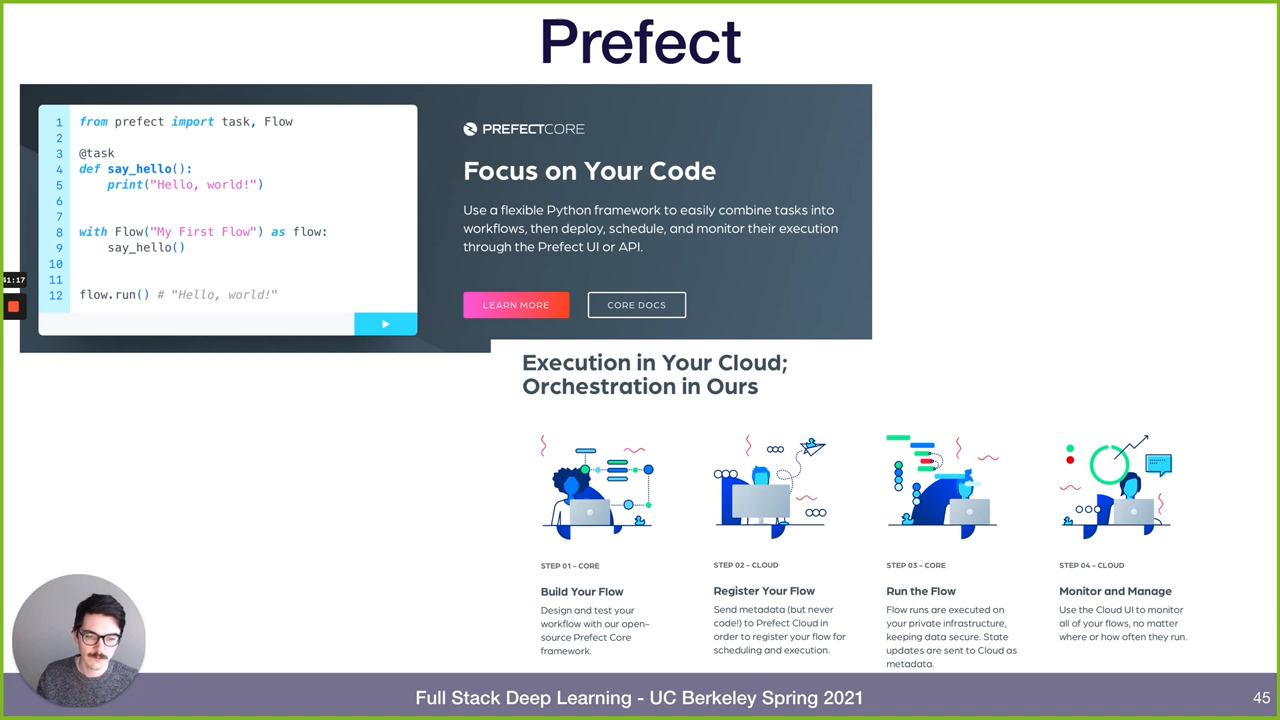 Prefect
1 from prefect import task, Flow
2
3 @task
4 def say_hello():
5 print("Hello, world!")
6
7
8 with Flow("My First Flow") as flow:
9 say_hello()
10
11
12 flow.run() # "Hello, world!"
PREFECTCORE
Focus on Your Code
Use a flexible Python framework to easily combine tasks into
workflows, then deploy, schedule, and monitor their execution
through the Prefect UI or API.
LEARN MORE
CORE DOCS
41:17
Execution in Your Cloud;
Orchestration in Ours
STEP 01 – CORE
Build Your Flow
Design and test your
workflow with our open-
source Prefect Core
framework.
STEP 02 – CLOUD
Register Your Flow
Send metadata (but never
code!) to Prefect Cloud in
order to register your flow for
scheduling and execution.
STEP 03 – CORE
Run the Flow
Flow runs are executed on
your private infrastructure,
keeping data secure. State
updates are sent to Cloud as
metadata.
STEP 04 – CLOUD
Monitor and Manage
Use the Cloud UI to monitor
all of your flows, no matter
where or how often they run.
Full Stack Deep Learning - UC Berkeley Spring 2021
45